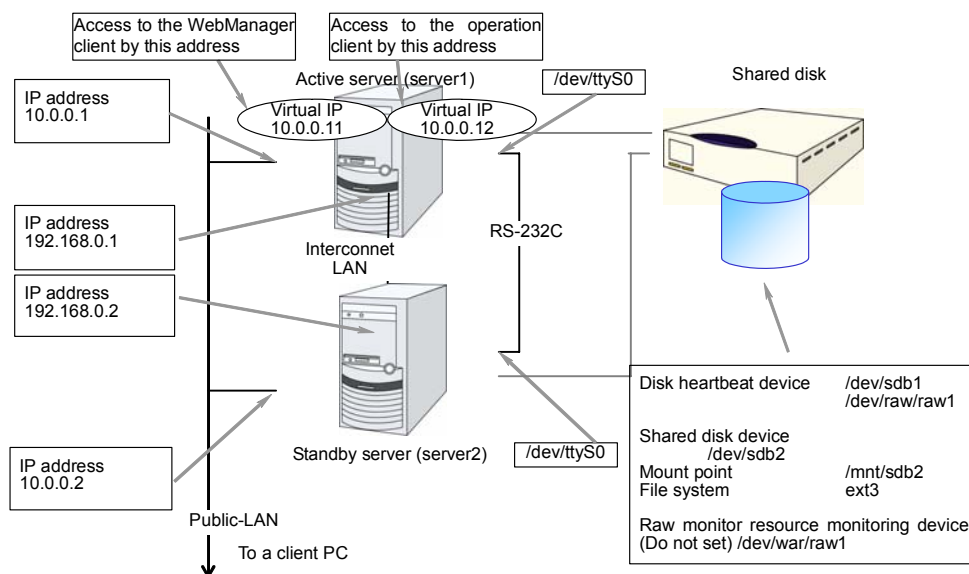 Access to the WebManager
client by this address
Access to the operation
client by this address
Active server (server1)
/dev/ttyS0
Shared disk
IP address
10.0.0.1
Virtual IP
10.0.0.11
Virtual IP
10.0.0.12
IP address
192.168.0.1
RS-232C
Interconnet
LAN
IP address
192.168.0.2
Disk heartbeat device /dev/sdb1
/dev/raw/raw1
Shared disk device
/dev/sdb2
Mount point /mnt/sdb2
File system ext3
Raw monitor resource monitoring device
(Do not set) /dev/war/raw1
IP address
10.0.0.2
Standby server (server2)
/dev/ttyS0
Public-LAN
To a client PC